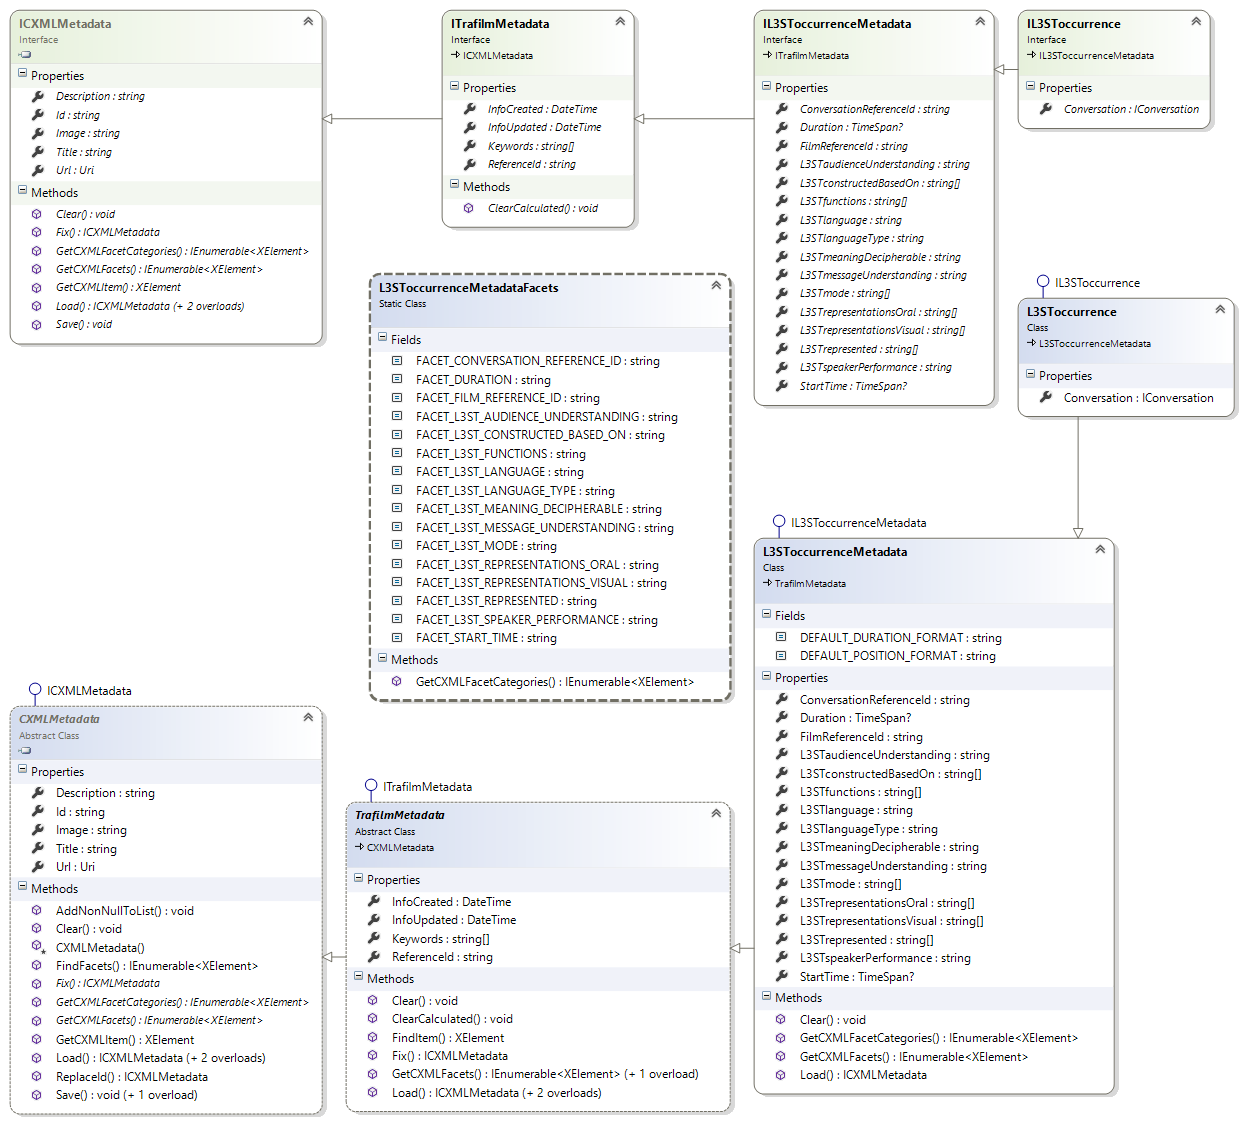 ICXMLMetadata
Interface
Properties
Description : string
Id : string
Image : string
Title : string
Url : Uri
Methods
Clear() : void
Fix() : ICXMLMetadata
GetCXMLFacetCategories() : IEnumerable<XElement>
GetCXMLFacets() : IEnumerable<XElement>
GetCXMLItem() : XElement
Load() : ICXMLMetadata (+ 2 overloads)
Save() : void
ITrafilmMetadata
Interface
ICXMLMetadata
Properties
InfoCreated : DateTime
InfoUpdated : DateTime
Keywords : string[]
ReferenceId : string
Methods
ClearCalculated() : void
IL3SToccurrenceMetadata
Interface
ITrafilmMetadata
Properties
ConversationReferenceId : string
Duration : TimeSpan?
FilmReferenceId : string
L3STaudienceUnderstanding : string
L3STconstructedBasedOn : string[]
L3STfunctions : string[]
L3STlanguage : string
L3STlanguageType : string
L3STmeaningDecipherable : string
L3STmessageUnderstanding : string
L3STmode : string[]
L3STrepresentationsOral : string[]
L3STrepresentationsVisual : string[]
L3STrepresented : string[]
L3STspeakerPerformance : string
StartTime : TimeSpan?
IL3SToccurrence
Interface
IL3SToccurrenceMetadata
Properties
Conversation : IConversation
L3SToccurrenceMetadataFacets
Static Class
Fields
FACET_CONVERSATION_REFERENCE_ID : string
FACET_DURATION : string
FACET_FILM_REFERENCE_ID : string
FACET_L3ST_AUDIENCE_UNDERSTANDING : string
FACET_L3ST_CONSTRUCTED_BASED_ON : string
FACET_L3ST_FUNCTIONS : string
FACET_L3ST_LANGUAGE : string
FACET_L3ST_LANGUAGE_TYPE : string
FACET_L3ST_MEANING_DECIPHERABLE : string
FACET_L3ST_MESSAGE_UNDERSTANDING : string
FACET_L3ST_MODE : string
FACET_L3ST_REPRESENTATIONS_ORAL : string
FACET_L3ST_REPRESENTATIONS_VISUAL : string
FACET_L3ST_REPRESENTED : string
FACET_L3ST_SPEAKER_PERFORMANCE : string
FACET_START_TIME : string
Methods
GetCXMLFacetCategories() : IEnumerable<XElement>
IL3SToccurrence
L3SToccurrence
Class
L3SToccurrenceMetadata
Properties
Conversation : IConversation
IL3SToccurrenceMetadata
L3SToccurrenceMetadata
Class
TrafilmMetadata
Fields
DEFAULT_DURATION_FORMAT : string
DEFAULT_POSITION_FORMAT : string
Properties
ConversationReferenceId : string
Duration : TimeSpan?
FilmReferenceId : string
L3STaudienceUnderstanding : string
L3STconstructedBasedOn : string[]
L3STfunctions : string[]
L3STlanguage : string
L3STlanguageType : string
L3STmeaningDecipherable : string
L3STmessageUnderstanding : string
L3STmode : string[]
L3STrepresentationsOral : string[]
L3STrepresentationsVisual : string[]
L3STrepresented : string[]
L3STspeakerPerformance : string
StartTime : TimeSpan?
Methods
Clear() : void
GetCXMLFacetCategories() : IEnumerable<XElement>
GetCXMLFacets() : IEnumerable<XElement>
Load() : ICXMLMetadata
ICXMLMetadata
CXMLMetadata
Abstract Class
Properties
Description : string
Id : string
Image : string
Title : string
Url : Uri
Methods
AddNonNullToList() : void
Clear() : void
CXMLMetadata()
FindFacets() : IEnumerable<XElement>
Fix() : ICXMLMetadata
GetCXMLFacetCategories() : IEnumerable<XElement>
GetCXMLFacets() : IEnumerable<XElement>
GetCXMLItem() : XElement
Load() : ICXMLMetadata (+ 2 overloads)
ReplaceId() : ICXMLMetadata
Save() : void (+ 1 overload)
ITrafilmMetadata
TrafilmMetadata
Abstract Class
CXMLMetadata
Properties
InfoCreated : DateTime
InfoUpdated : DateTime
Keywords : string[]
ReferenceId : string
Methods
Clear() : void
ClearCalculated() : void
FindItem() : XElement
Fix() : ICXMLMetadata
GetCXMLFacets() : IEnumerable<XElement> (+ 1 overload)
Load() : ICXMLMetadata (+ 2 overloads)